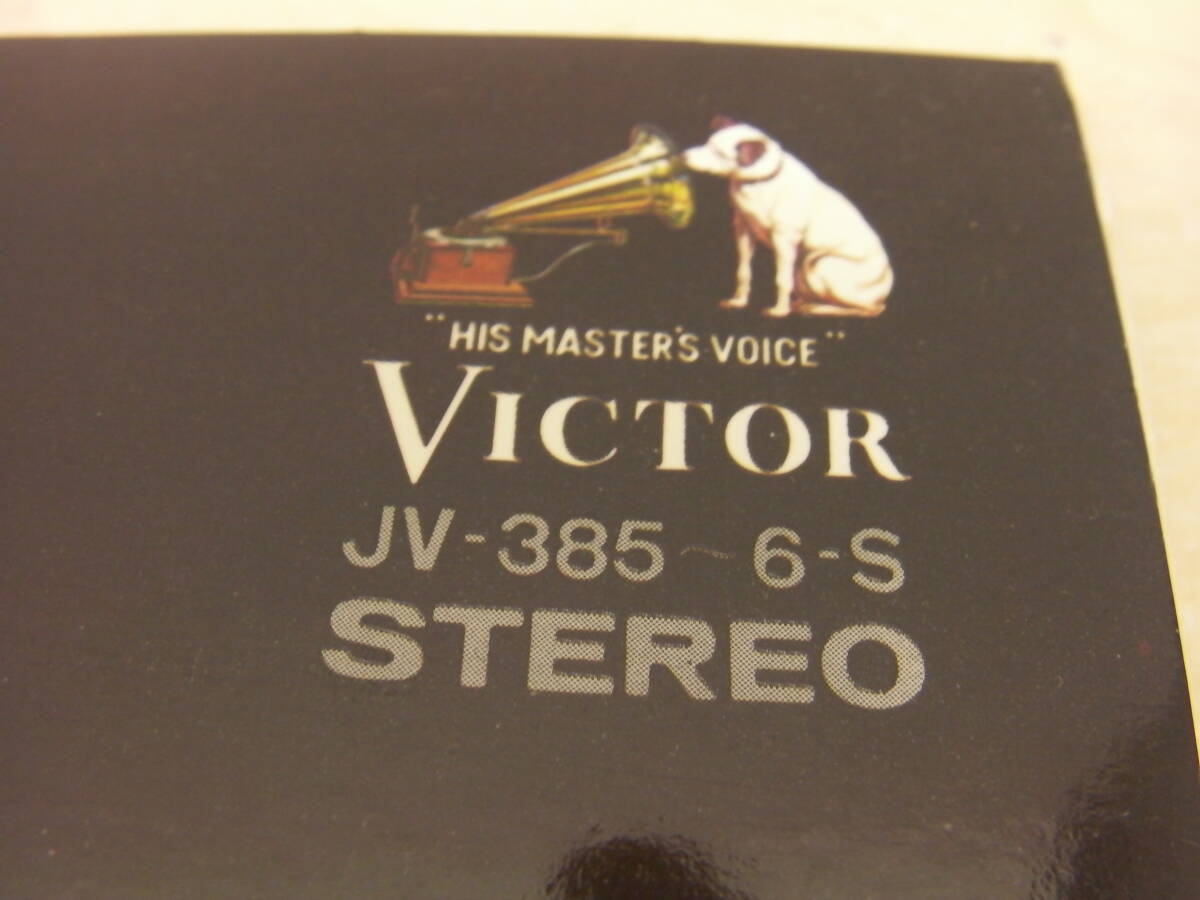 "HIS MASTER'S VOICE"
VICTOR
JV-385~6-S
STEREO